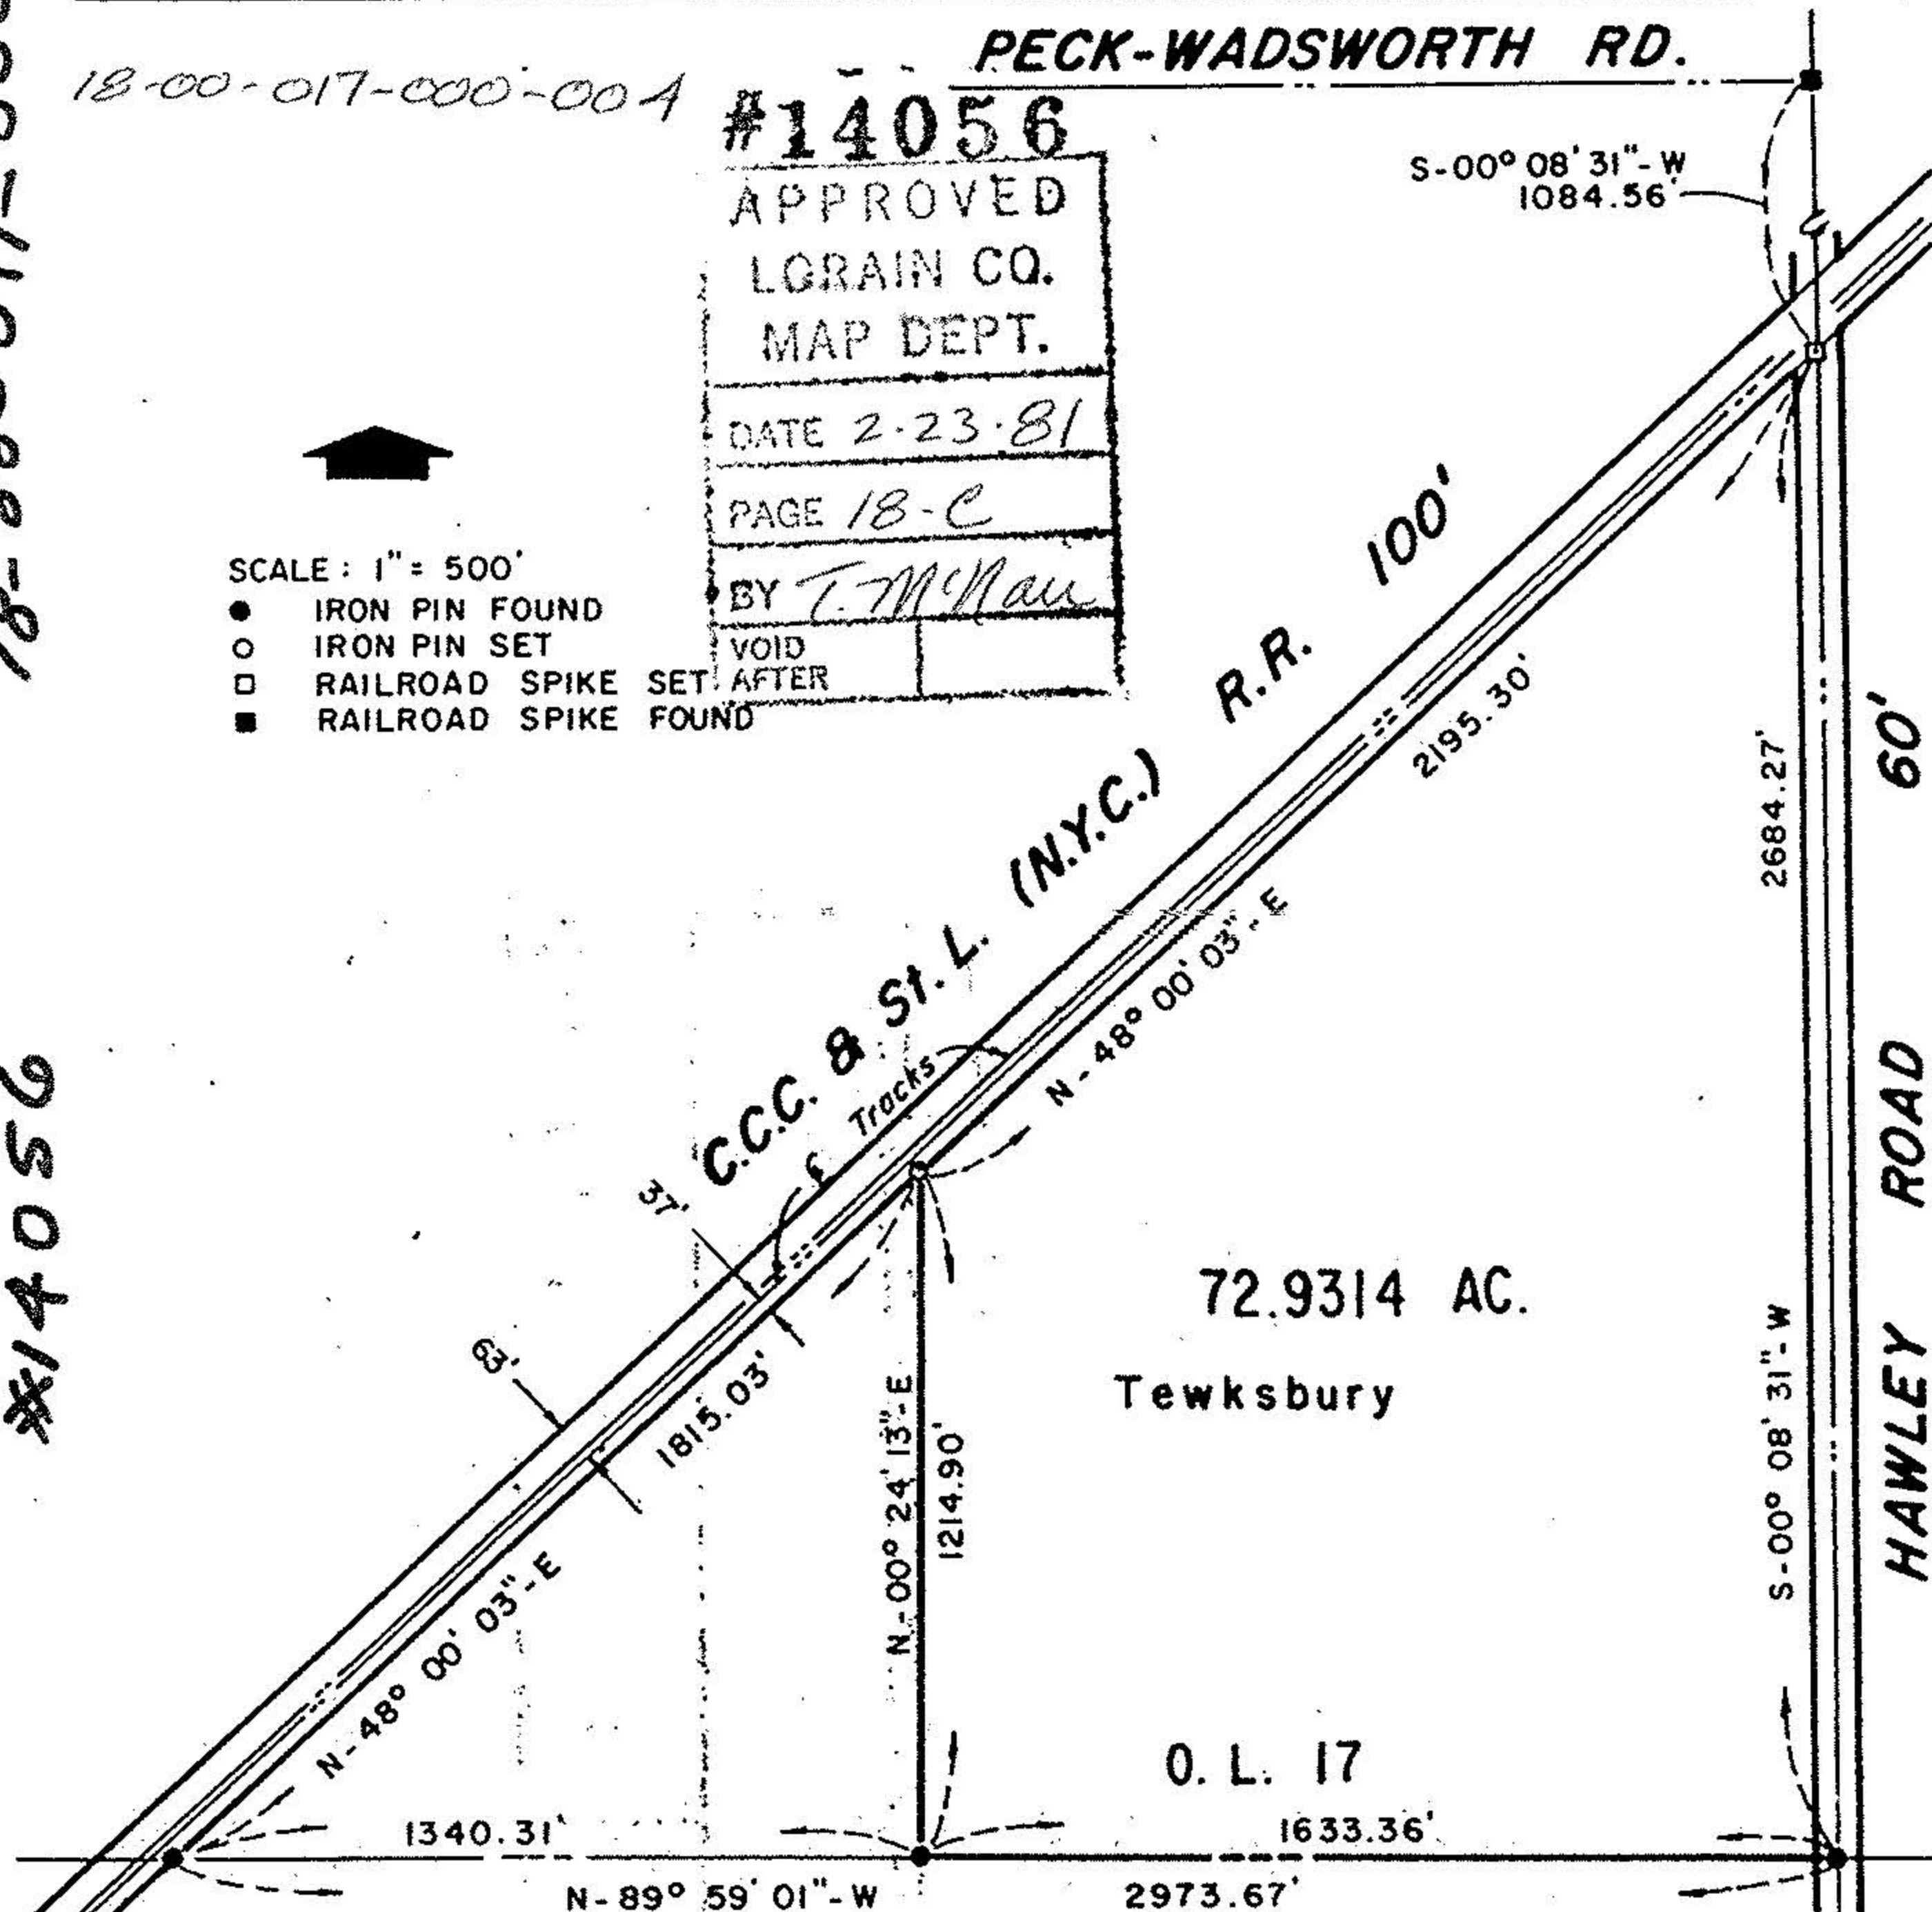 PECK-WADSWORTH RD.
18-00-017-000-004
#14056
APPROVED
LORAIN CO.
MAP DEPT.
DATE 2-23-81
PAGE 18-C
BY T. McNau
VOID
AFTER
S-00° 08' 31"-W
1084.56'
SCALE : 1" = 500'
● IRON PIN FOUND
○ IRON PIN SET
□ RAILROAD SPIKE SET
■ RAILROAD SPIKE FOUND
C.C.C. & St. L. (N.Y.C.) R.R. 100'
2195.30'
N-48° 00' 03"-E
2684.27'
60'
HAWLEY ROAD
S-00° 08' 31"-W
℄ Tracks
37'
63'
1815.03'
N-48° 00' 03"-E
N-00° 24' 13"-E
1214.90'
72.9314 AC.
Tewksbury
O. L. 17
1340.31'
1633.36'
N-89° 59' 01"-W
2973.67'
#14056